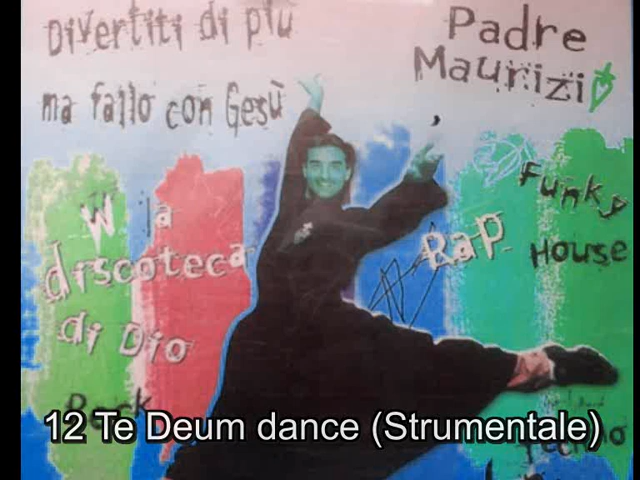 Divertiti di più
ma fallo con Gesù
Padre
Maurizio
W la
discoteca
di Dio
Rap
Funky
House
Rock
12 Te Deum dance (Strumentale)